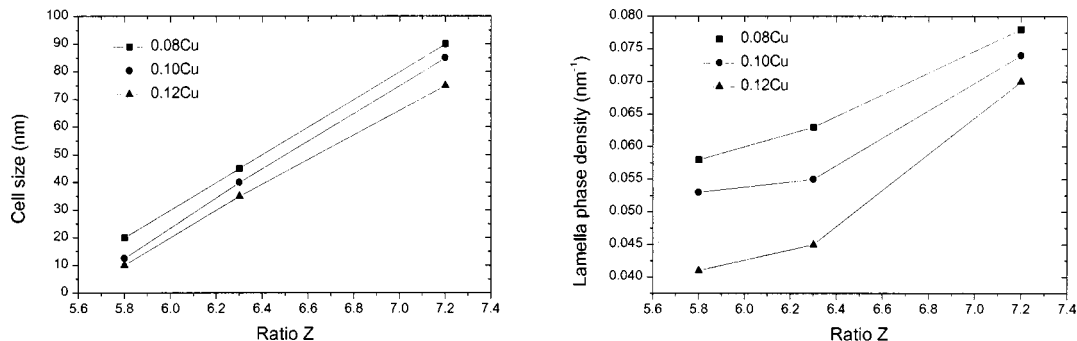 100
90
80
70
60
50
40
30
20
10
0
Cell size (nm)
0.08Cu
0.10Cu
0.12Cu
5.6 5.8 6.0 6.2 6.4 6.6 6.8 7.0 7.2 7.4
Ratio Z
0.080
0.075
0.070
0.065
0.060
0.055
0.050
0.045
0.040
Lamella phase density (nm⁻¹)
0.08Cu
0.10Cu
0.12Cu
5.6 5.8 6.0 6.2 6.4 6.6 6.8 7.0 7.2 7.4
Ratio Z